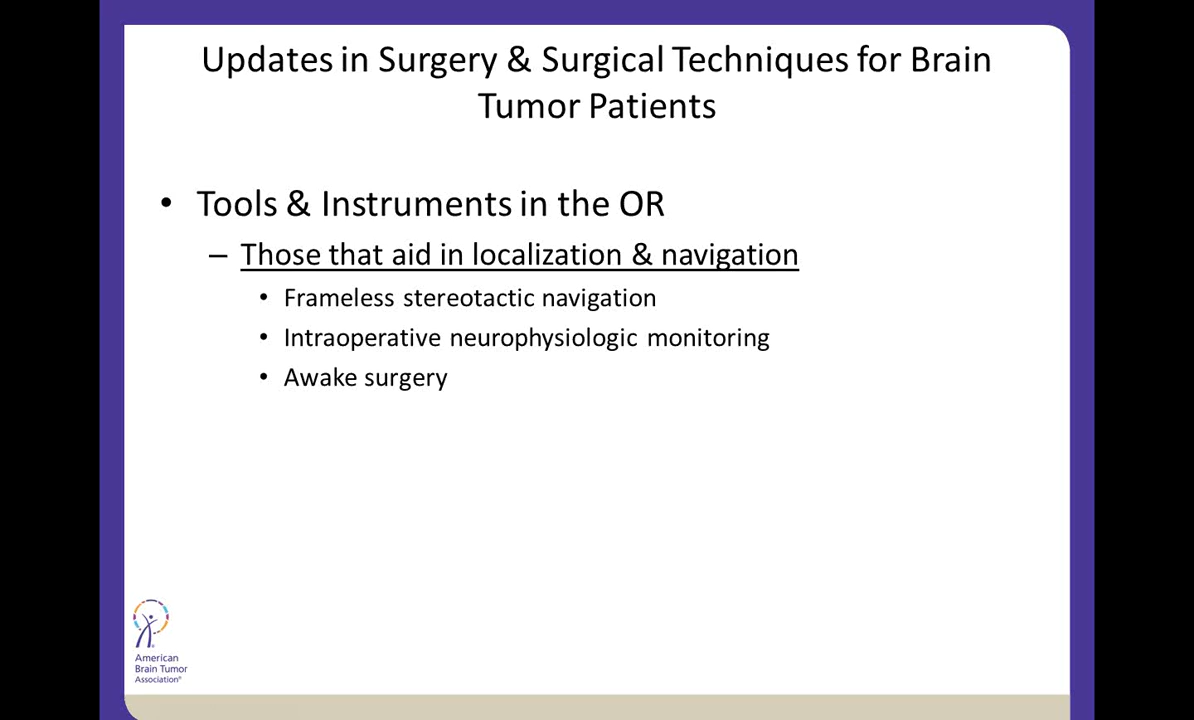 Updates in Surgery & Surgical Techniques for Brain
Tumor Patients
• Tools & Instruments in the OR
– Those that aid in localization & navigation
• Frameless stereotactic navigation
• Intraoperative neurophysiologic monitoring
• Awake surgery
American
Brain Tumor
Association®